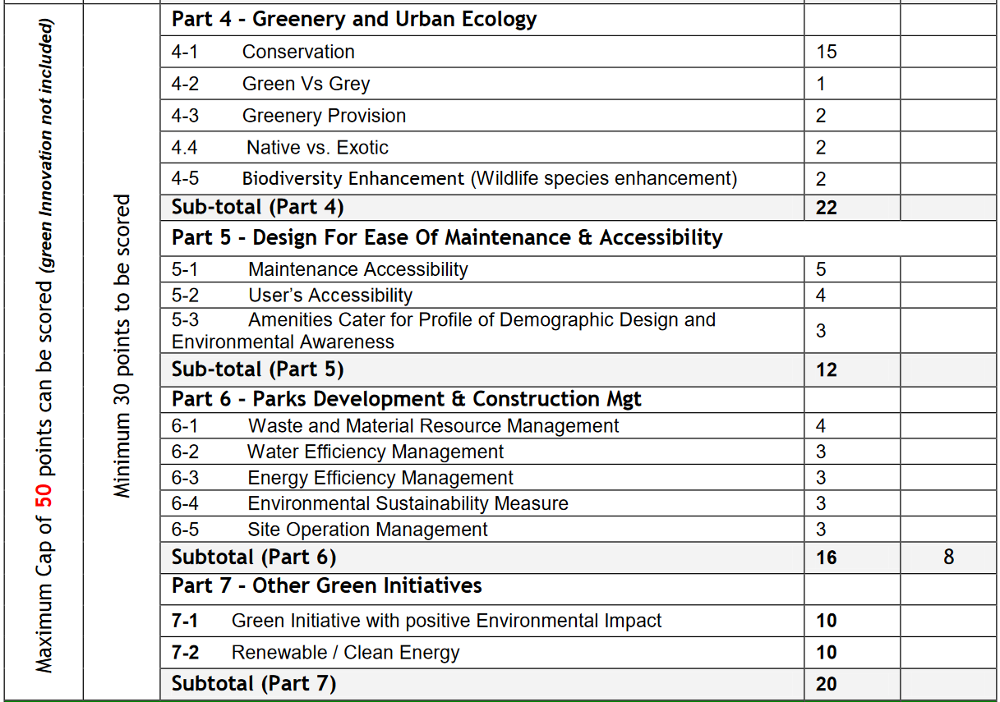 Maximum Cap of 50 points can be scored (green Innovation not included)
Minimum 30 points to be scored
Part 4 - Greenery and Urban Ecology
4-1 Conservation 15
4-2 Green Vs Grey 1
4-3 Greenery Provision 2
4.4 Native vs. Exotic 2
4-5 Biodiversity Enhancement (Wildlife species enhancement) 2
Sub-total (Part 4) 22
Part 5 - Design For Ease Of Maintenance & Accessibility
5-1 Maintenance Accessibility 5
5-2 User’s Accessibility 4
5-3 Amenities Cater for Profile of Demographic Design and
Environmental Awareness 3
Sub-total (Part 5) 12
Part 6 - Parks Development & Construction Mgt
6-1 Waste and Material Resource Management 4
6-2 Water Efficiency Management 3
6-3 Energy Efficiency Management 3
6-4 Environmental Sustainability Measure 3
6-5 Site Operation Management 3
Subtotal (Part 6) 16 8
Part 7 - Other Green Initiatives
7-1 Green Initiative with positive Environmental Impact 10
7-2 Renewable / Clean Energy 10
Subtotal (Part 7) 20